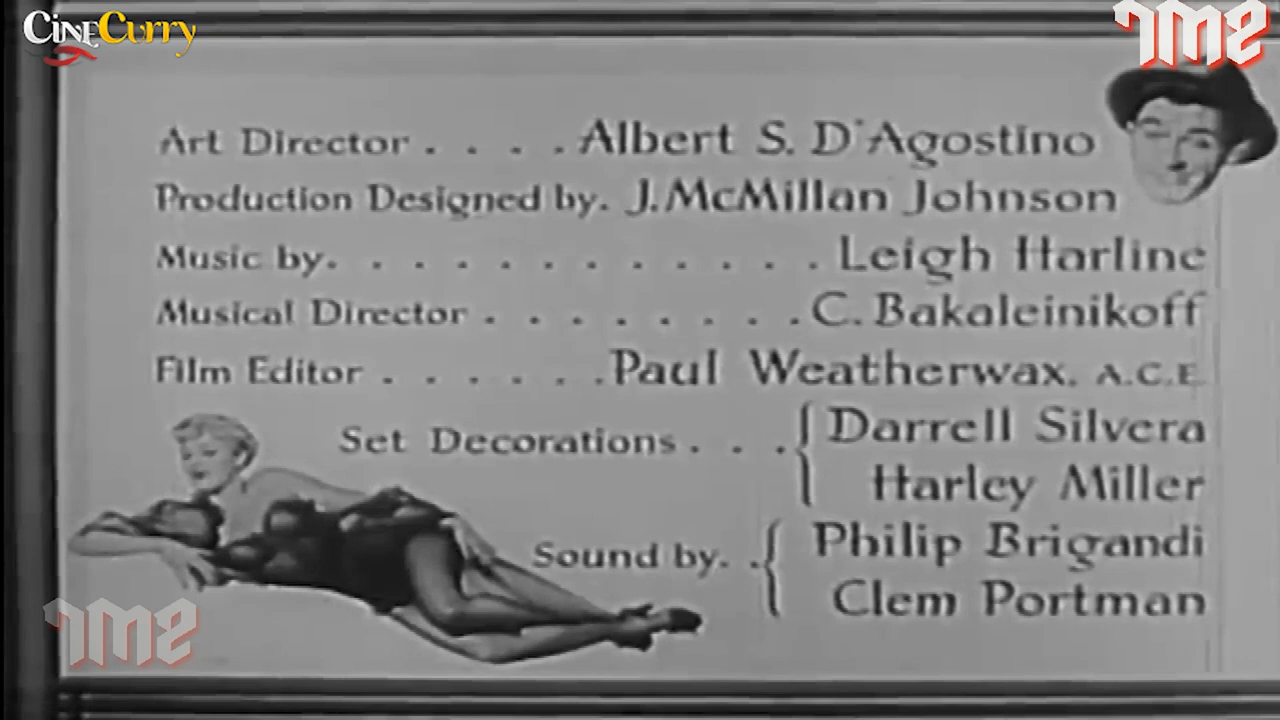 CINECURRY
Art Director . . . . Albert S. D'Agostino
Production Designed by. J.McMillan Johnson
Music by. . . . . . . . . . . . . . Leigh Harline
Musical Director . . . . . . . . . C. Bakaleinikoff
Film Editor . . . . . . . Paul Weatherwax, A.C.E
Set Decorations . . . { Darrell Silvera
Harley Miller
Sound by. . { Philip Brigandi
Clem Portman